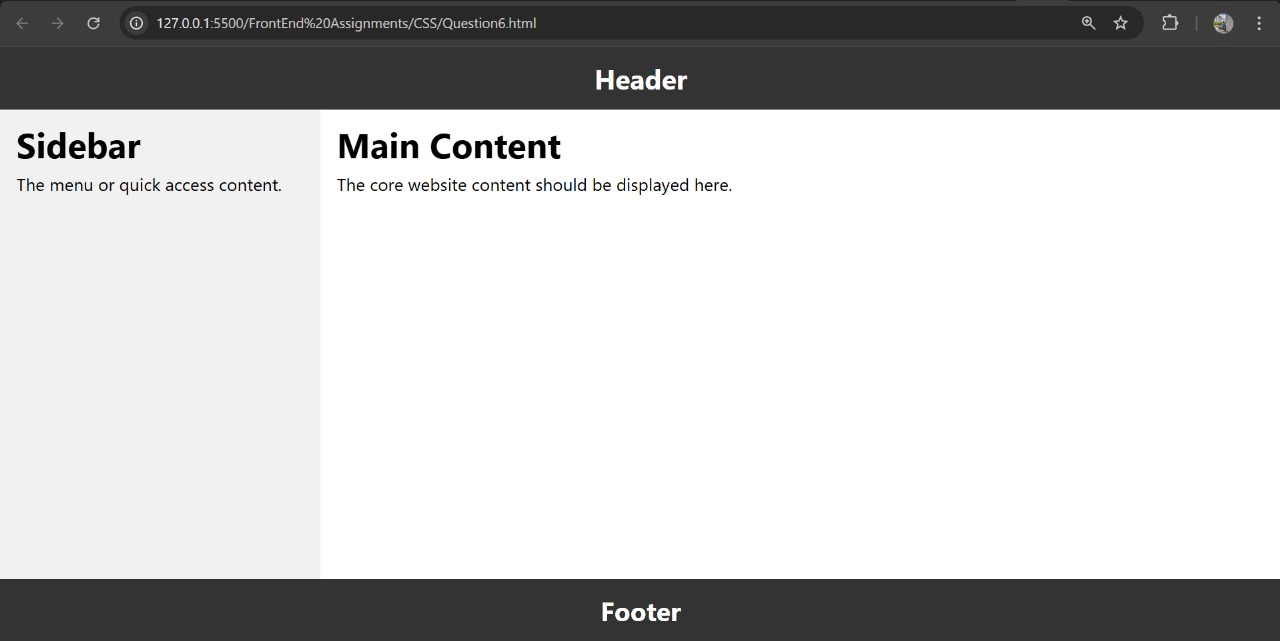 127.0.0.1:5500/FrontEnd%20Assignments/CSS/Question6.html
Header
Sidebar
The menu or quick access content.
Main Content
The core website content should be displayed here.
Footer